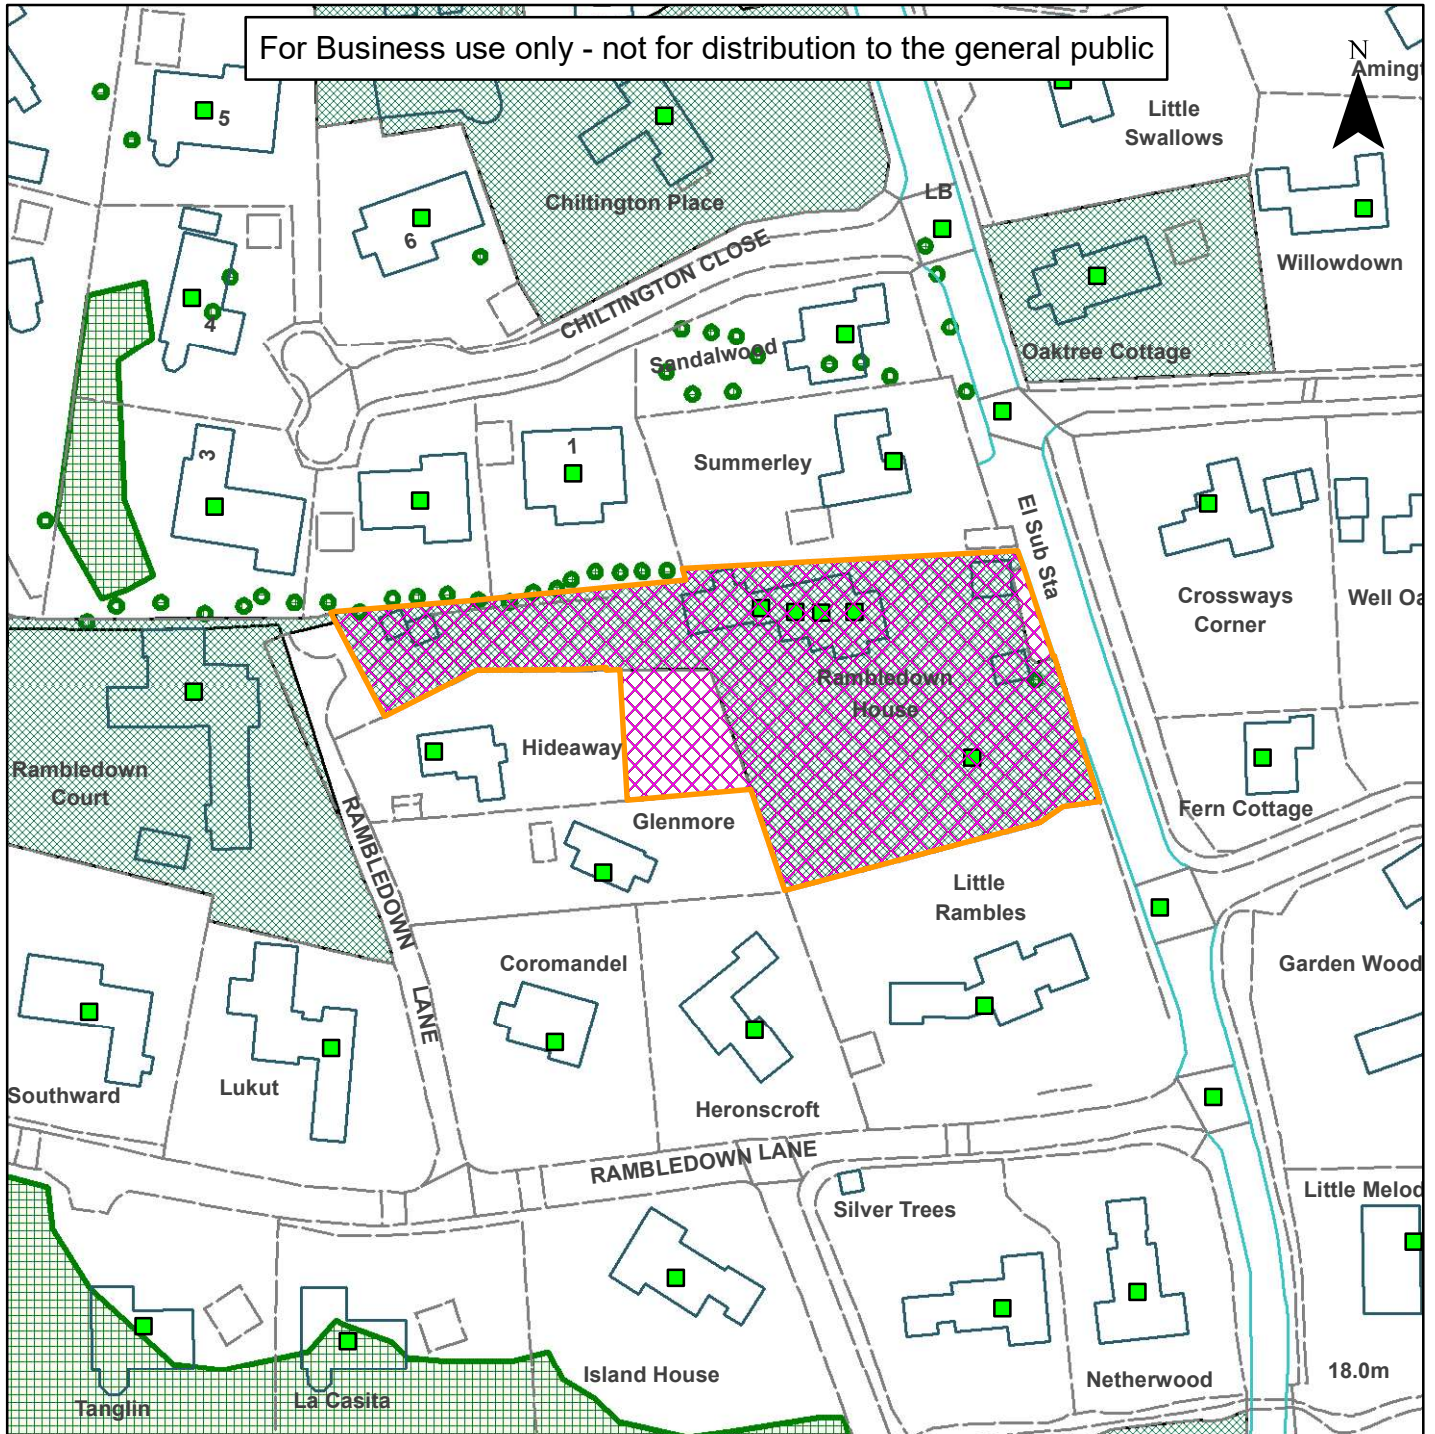 For Business use only - not for distribution to the general public
N
5
Little
Swallows
LB
Chiltington Place
6
Willowdown
CHILTINGTON CLOSE
4
Sandalwood
Oaktree Cottage
3
1
Summerley
El Sub Sta
Crossways
Corner
Rambledown
House
Hideaway
Rambledown
Court
Glenmore
Fern Cottage
RAMBLEDOWN LANE
Little
Rambles
Coromandel
Garden Wood
Southward
Lukut
Heronscroft
RAMBLEDOWN LANE
Silver Trees
Island House
Netherwood
18.0m
Tanglin
La Casita